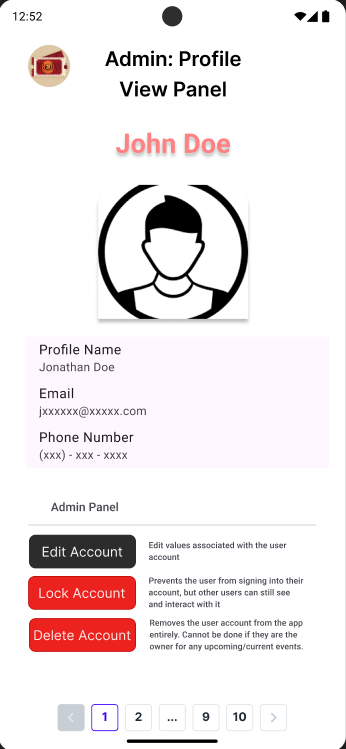 12:52
Admin: Profile
View Panel
John Doe
Profile Name
Jonathan Doe
Email
jxxxxxx@xxxxx.com
Phone Number
(xxx) - xxx - xxxx
Admin Panel
Edit Account
Edit values associated with the user
account
Lock Account
Prevents the user from signing into their
account, but other users can still see
and interact with it
Delete Account
Removes the user account from the app
entirely. Cannot be done if they are the
owner for any upcoming/current events.
1 2 ... 9 10